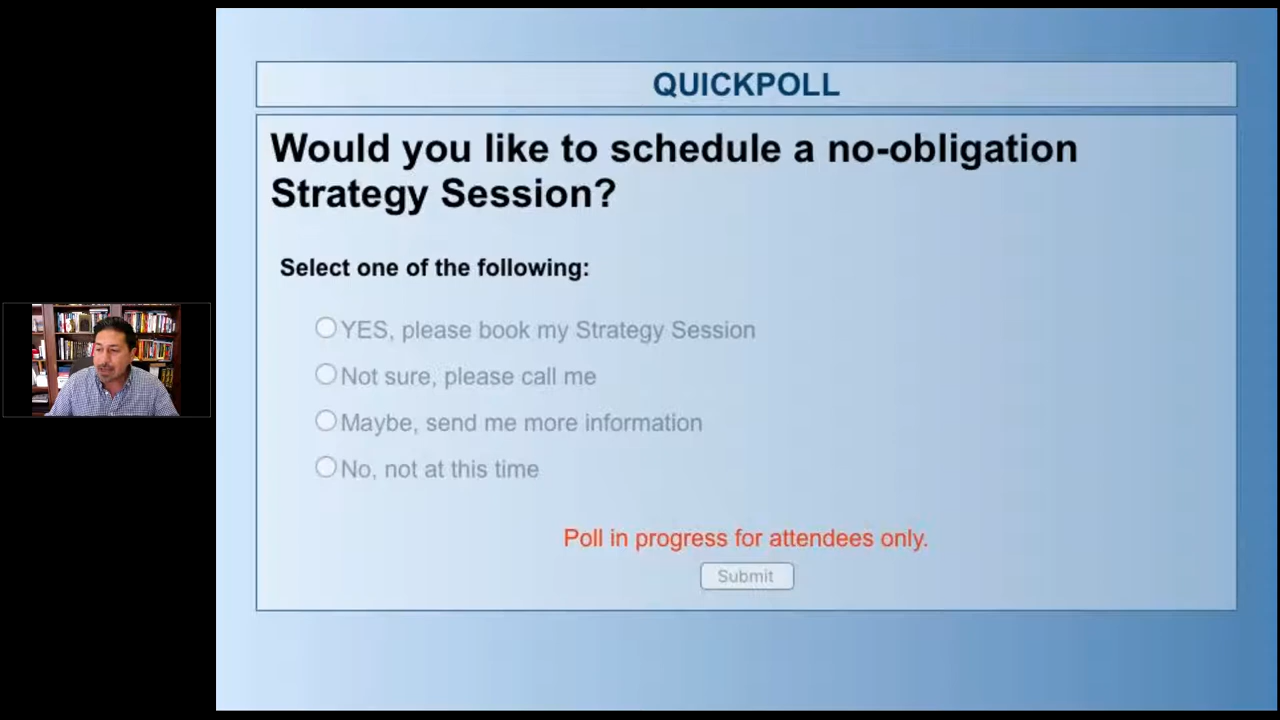 QUICKPOLL
Would you like to schedule a no-obligation
Strategy Session?
Select one of the following:
YES, please book my Strategy Session
Not sure, please call me
Maybe, send me more information
No, not at this time
Poll in progress for attendees only.
Submit